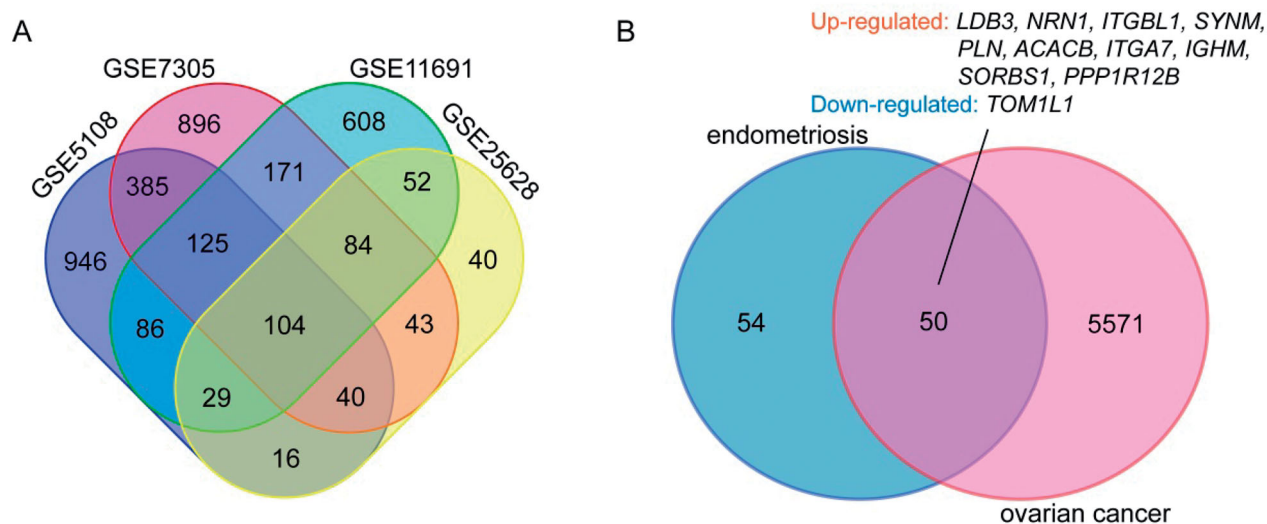 A
GSE7305
GSE11691
GSE5108
GSE25628
896
608
385
171
52
946
125
84
40
86
104
43
29
40
16
B
Up-regulated: LDB3, NRN1, ITGBL1, SYNM,
PLN, ACACB, ITGA7, IGHM,
SORBS1, PPP1R12B
Down-regulated: TOM1L1
endometriosis
54
50
5571
ovarian cancer